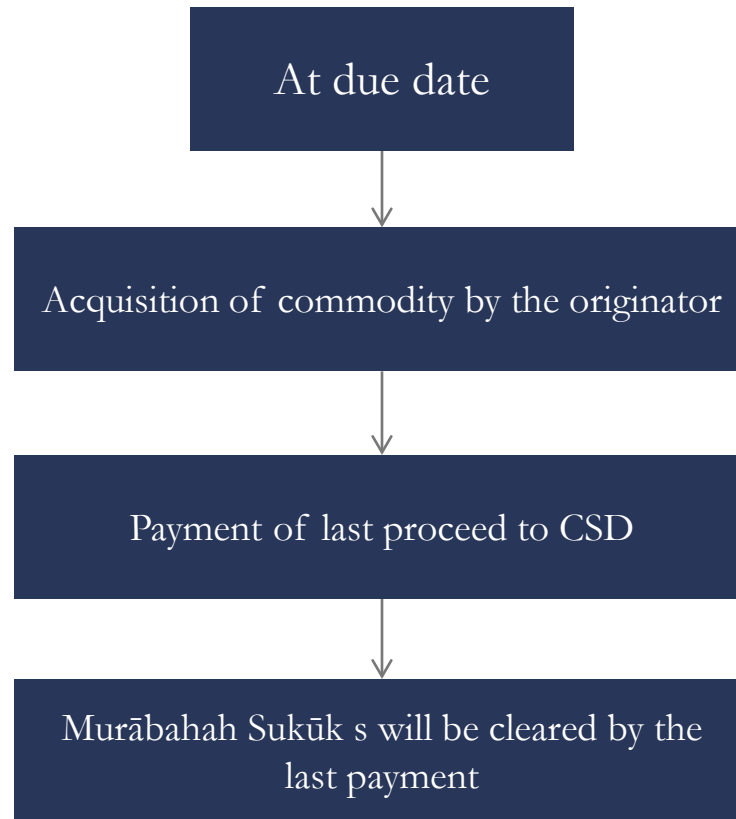 At due date
Acquisition of commodity by the originator
Payment of last proceed to CSD
Murābahah Sukūk s will be cleared by the
last payment